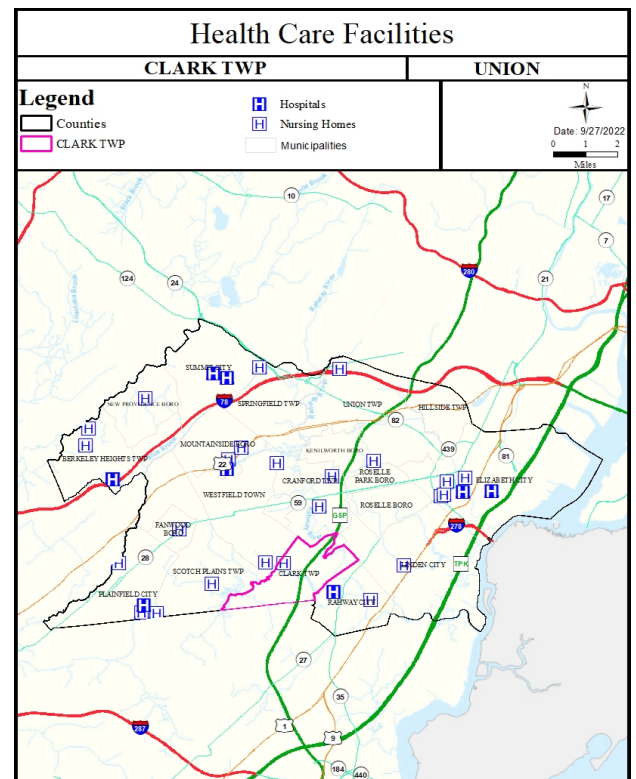 Health Care Facilities
CLARK TWP
UNION
Legend
Counties
CLARK TWP
H Hospitals
H Nursing Homes
Municipalities
N
Date: 9/27/2022
0 1 2
Miles
10
17
7
280
124
24
21
Rahway River
SUMMIT CITY
NEW PROVIDENCE BORO
78
SPRINGFIELD TWP
UNION TWP
HILLSIDE TWP
82
BERKELEY HEIGHTS TWP
MOUNTAINSIDE BORO
22
KENILWORTH BORO
439
81
CRANFORD TWP
ROSELLE
PARK BORO
ELIZABETH CITY
WESTFIELD TOWN
59
ROSELLE BORO
GSP
278
FANWOOD
BORO
28
SCOTCH PLAINS TWP
CLARK TWP
LINDEN CITY
TPK
PLAINFIELD CITY
RAHWAY CITY
27
35
287
1
9
184
440